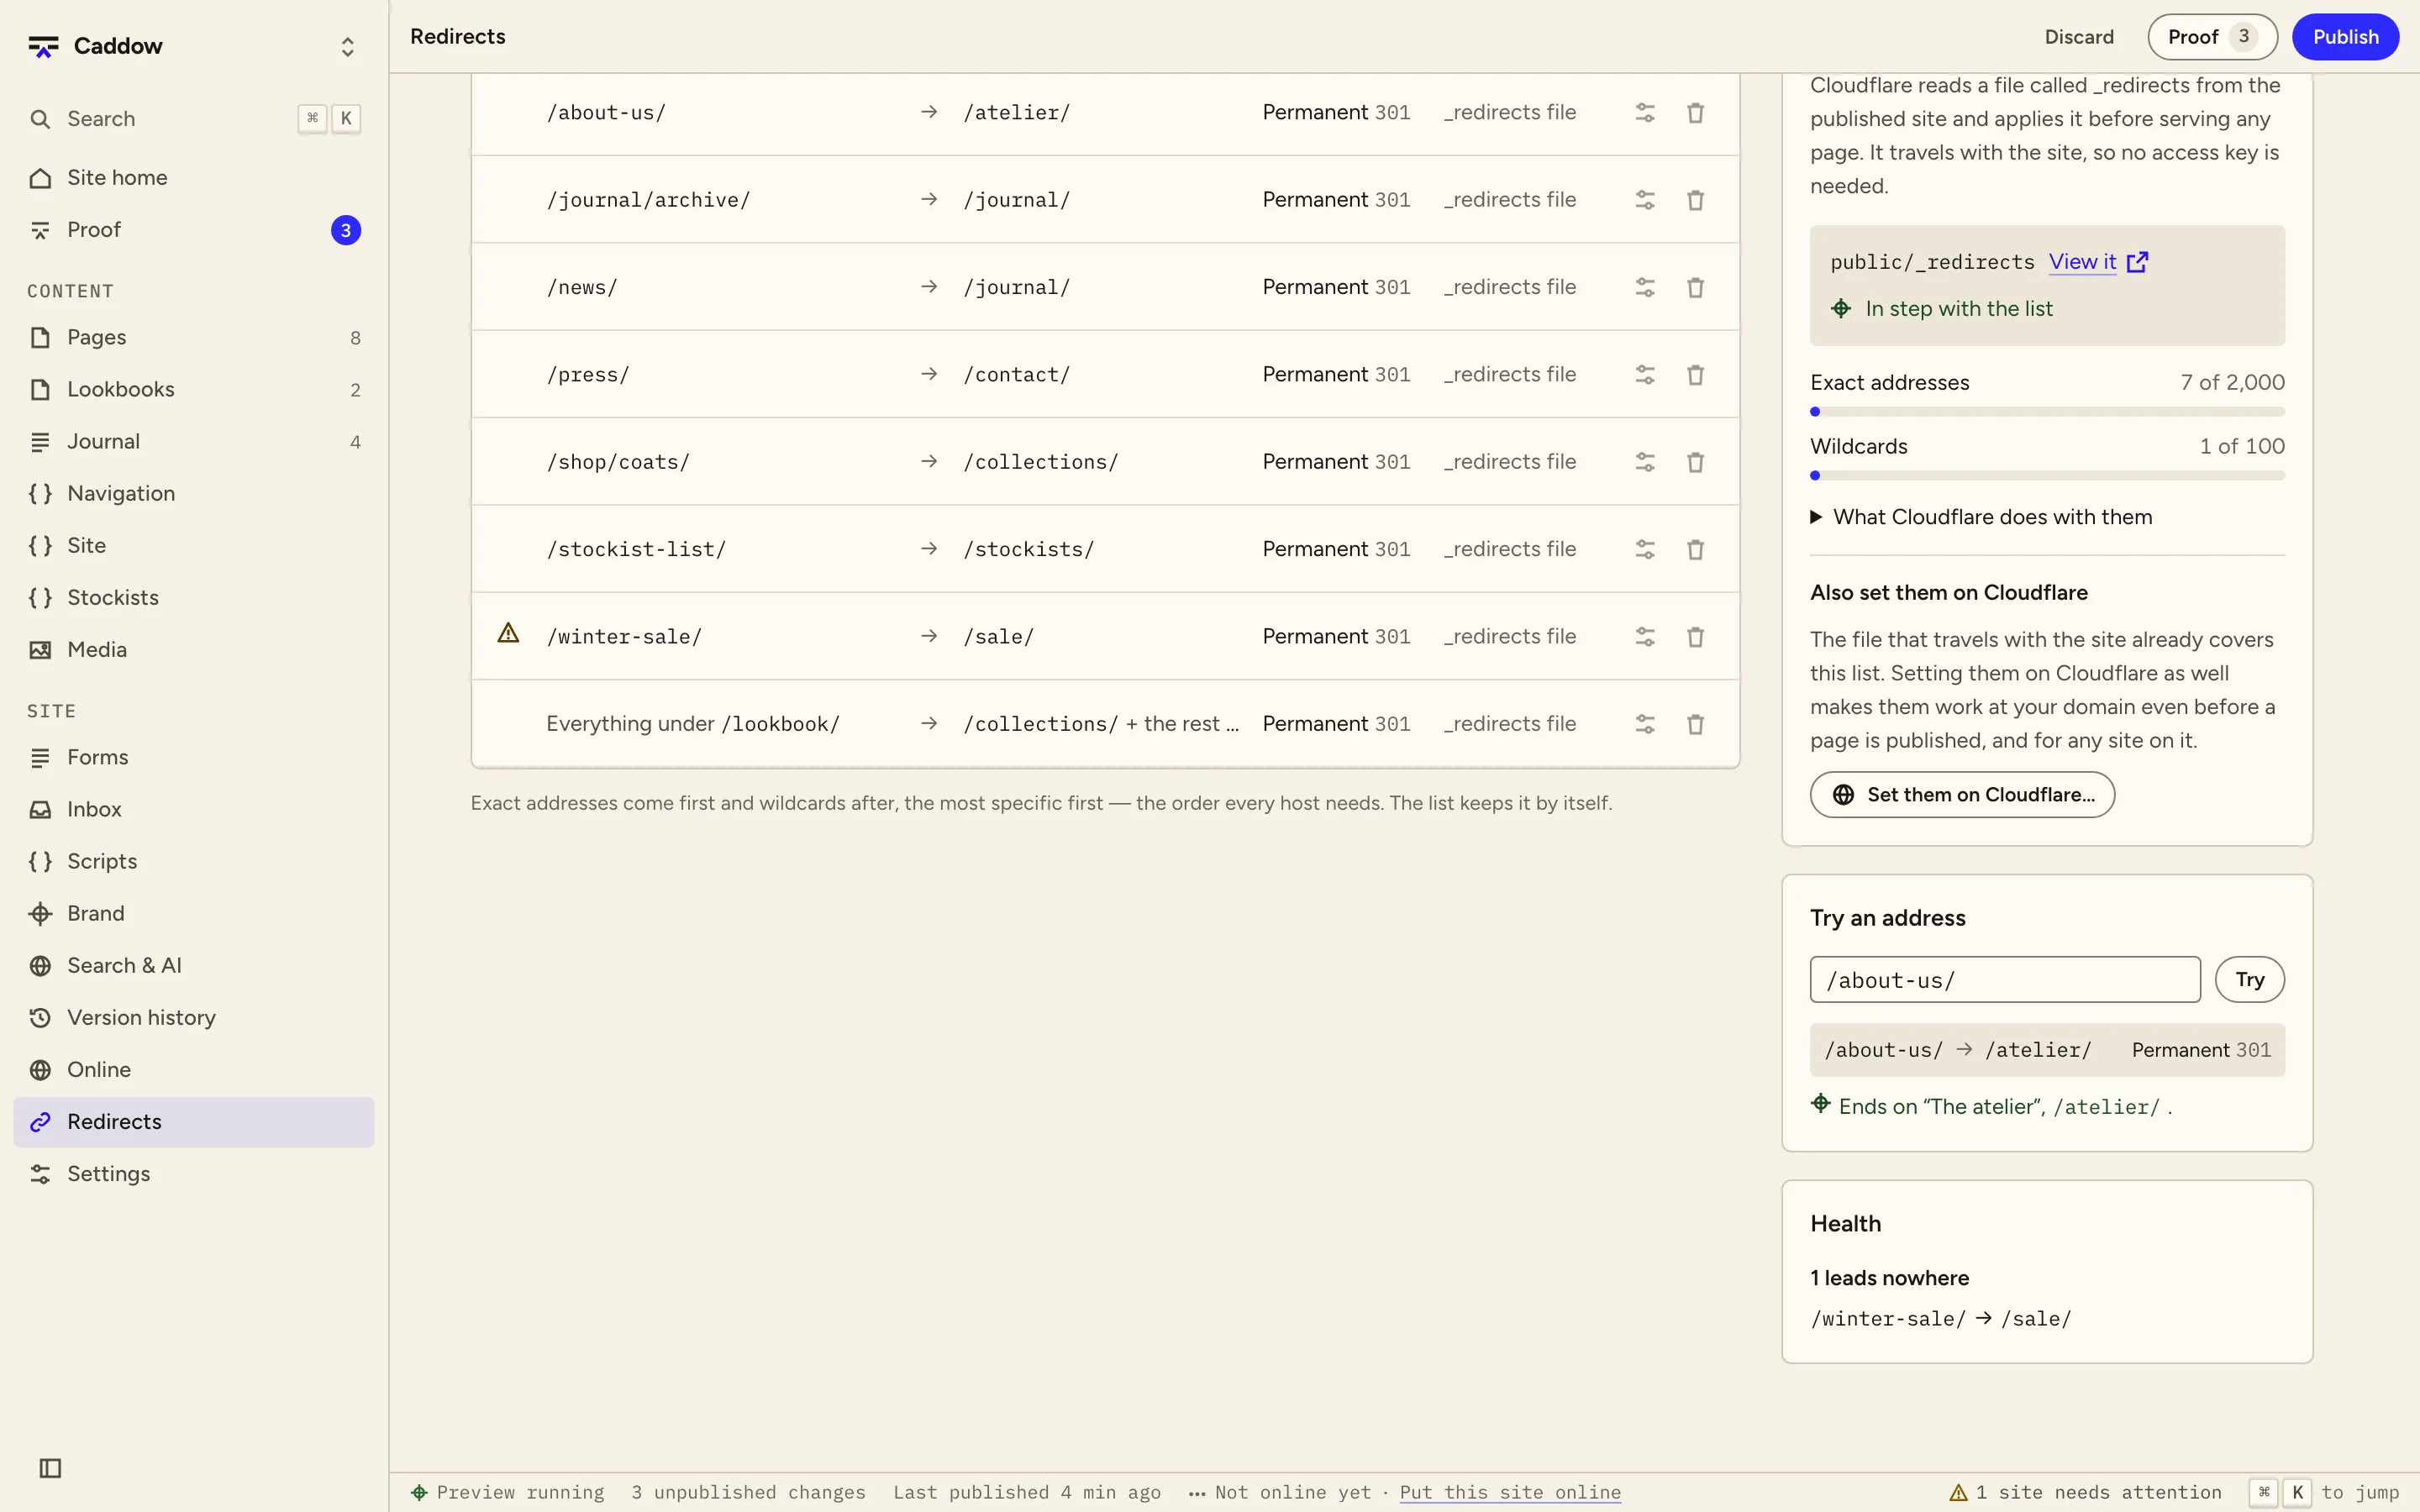 Caddow
Search ⌘ K
Site home
Proof 3
CONTENT
Pages 8
Lookbooks 2
Journal 4
Navigation
Site
Stockists
Media
SITE
Forms
Inbox
Scripts
Brand
Search & AI
Version history
Online
Redirects
Settings
Redirects
Discard
Proof 3
Publish
/about-us/ → /atelier/ Permanent 301 _redirects file
/journal/archive/ → /journal/ Permanent 301 _redirects file
/news/ → /journal/ Permanent 301 _redirects file
/press/ → /contact/ Permanent 301 _redirects file
/shop/coats/ → /collections/ Permanent 301 _redirects file
/stockist-list/ → /stockists/ Permanent 301 _redirects file
/winter-sale/ → /sale/ Permanent 301 _redirects file
Everything under /lookbook/ → /collections/ + the rest ... Permanent 301 _redirects file
Exact addresses come first and wildcards after, the most specific first — the order every host needs. The list keeps it by itself.
Cloudflare reads a file called _redirects from the
published site and applies it before serving any
page. It travels with the site, so no access key is
needed.
public/_redirects View it
In step with the list
Exact addresses 7 of 2,000
Wildcards 1 of 100
What Cloudflare does with them
Also set them on Cloudflare
The file that travels with the site already covers
this list. Setting them on Cloudflare as well
makes them work at your domain even before a
page is published, and for any site on it.
Set them on Cloudflare...
Try an address
/about-us/ Try
/about-us/ → /atelier/ Permanent 301
Ends on “The atelier”, /atelier/ .
Health
1 leads nowhere
/winter-sale/ → /sale/
Preview running 3 unpublished changes Last published 4 min ago ••• Not online yet · Put this site online
1 site needs attention ⌘ K to jump